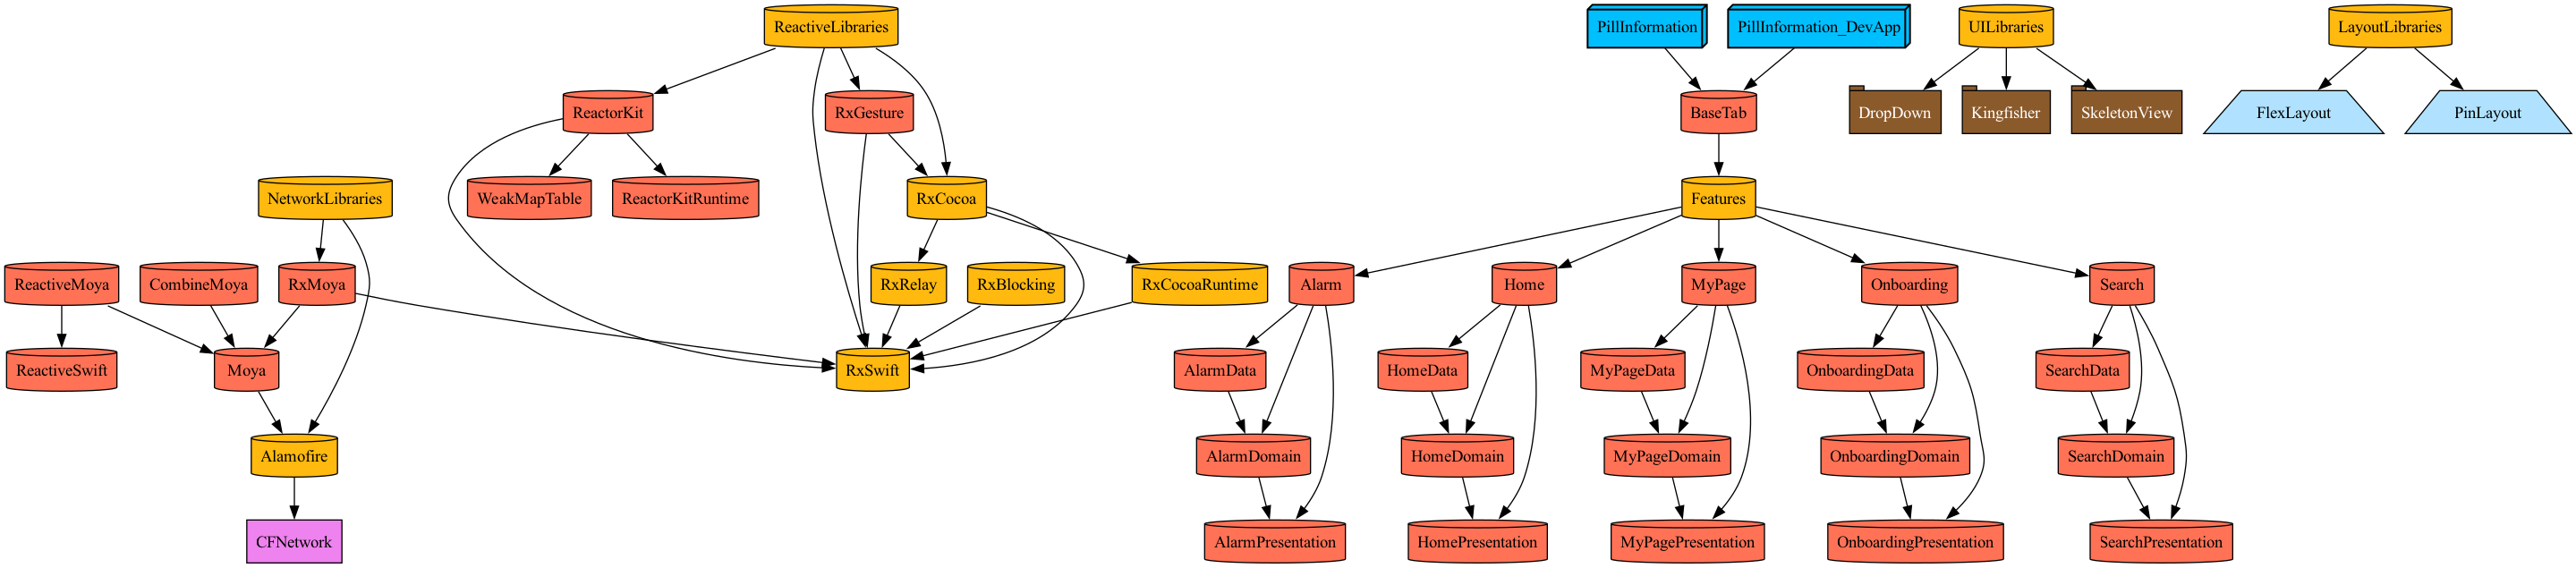 ReactiveLibraries
PillInformation
PillInformation_DevApp
UILibraries
LayoutLibraries
ReactorKit
RxGesture
BaseTab
DropDown
Kingfisher
SkeletonView
FlexLayout
PinLayout
NetworkLibraries
WeakMapTable
ReactorKitRuntime
RxCocoa
Features
ReactiveMoya
CombineMoya
RxMoya
RxRelay
RxBlocking
RxCocoaRuntime
Alarm
Home
MyPage
Onboarding
Search
ReactiveSwift
Moya
RxSwift
AlarmData
HomeData
MyPageData
OnboardingData
SearchData
Alamofire
AlarmDomain
HomeDomain
MyPageDomain
OnboardingDomain
SearchDomain
CFNetwork
AlarmPresentation
HomePresentation
MyPagePresentation
OnboardingPresentation
SearchPresentation